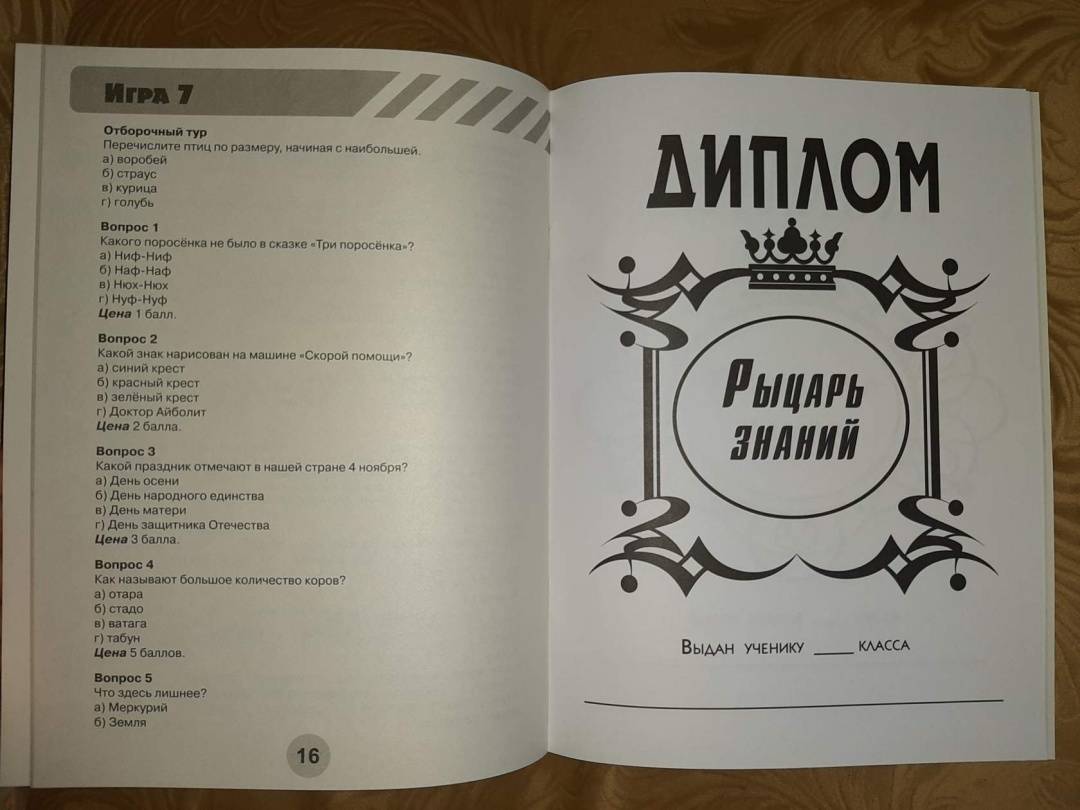 Игра 7
Отборочный тур
Перечислите птиц по размеру, начиная с наибольшей.
а) воробей
б) страус
в) курица
г) голубь
Вопрос 1
Какого поросёнка не было в сказке «Три поросёнка»?
а) Ниф-Ниф
б) Наф-Наф
в) Нюх-Нюх
г) Нуф-Нуф
Цена 1 балл.
Вопрос 2
Какой знак нарисован на машине «Скорой помощи»?
а) синий крест
б) красный крест
в) зелёный крест
г) Доктор Айболит
Цена 2 балла.
Вопрос 3
Какой праздник отмечают в нашей стране 4 ноября?
а) День осени
б) День народного единства
в) День матери
г) День защитника Отечества
Цена 3 балла.
Вопрос 4
Как называют большое количество коров?
а) отара
б) стадо
в) ватага
г) табун
Цена 5 баллов.
Вопрос 5
Что здесь лишнее?
а) Меркурий
б) Земля
16
ДИПЛОМ
Рыцарь
знаний
Выдан ученику ____ класса